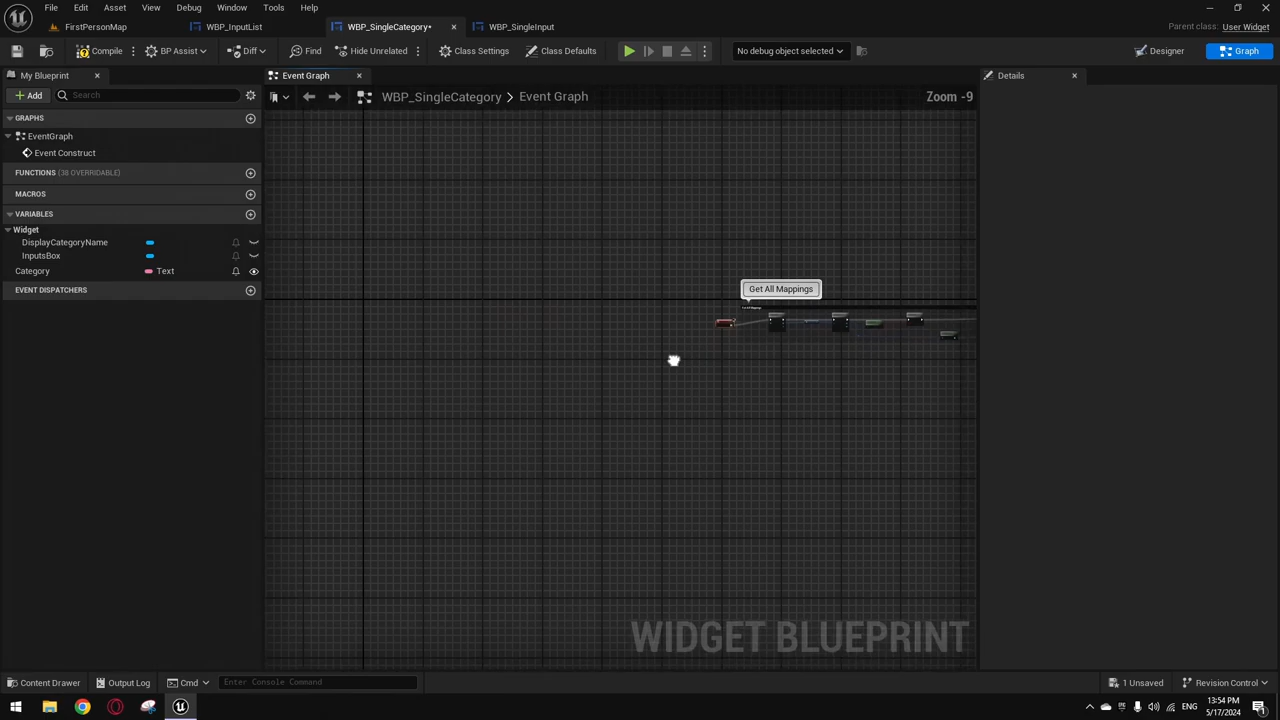 File Edit Asset View Debug Window Tools Help
FirstPersonMap WBP_InputList WBP_SingleCategory* WBP_SingleInput Parent class: User Widget
Compile BP Assist Diff Find Hide Unrelated Class Settings Class Defaults No debug object selected Designer Graph
My Blueprint Event Graph Details
Add Search WBP_SingleCategory > Event Graph Zoom -9
GRAPHS
EventGraph
Event Construct
FUNCTIONS (38 OVERRIDABLE)
MACROS
VARIABLES
Widget
DisplayCategoryName
InputsBox
Category Text
EVENT DISPATCHERS
Get All Mappings
Get All Mappings
WIDGET BLUEPRINT
Content Drawer Output Log Cmd Enter Console Command 1 Unsaved Revision Control
ENG 13:54 PM
5/17/2024